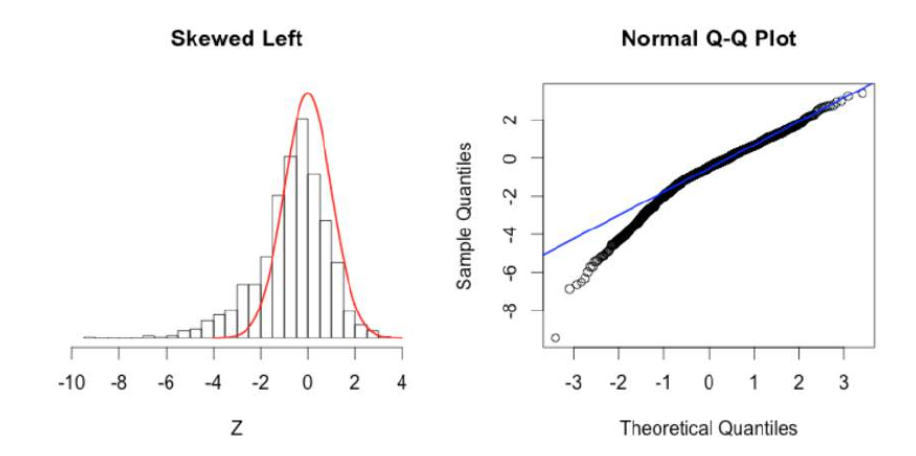 Skewed Left
-10 -8 -6 -4 -2 0 2 4
Z
Normal Q-Q Plot
Sample Quantiles
2
0
-2
-4
-6
-8
-3 -2 -1 0 1 2 3
Theoretical Quantiles